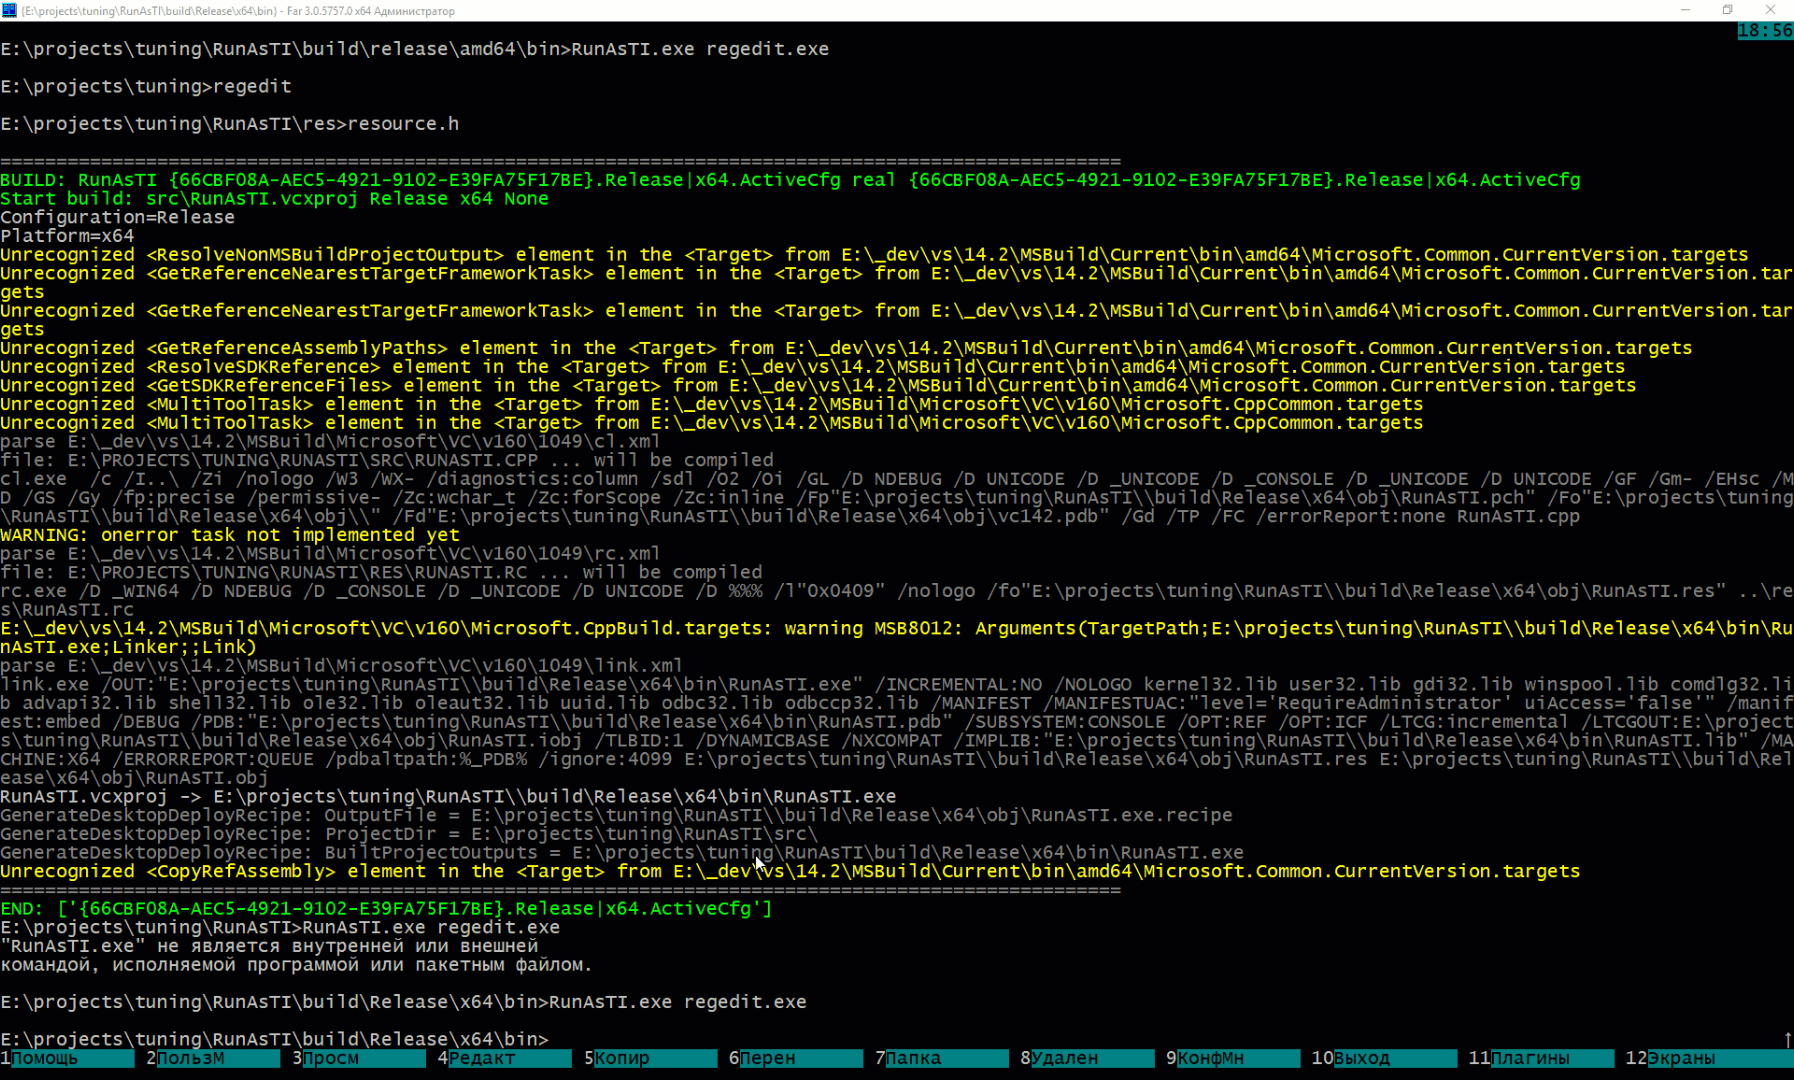 (E:\projects\tuning\RunAsTI\build\Release\x64\bin) - Far 3.0.5757.0 x64 Администратор
18:56
E:\projects\tuning\RunAsTI\build\release\amd64\bin>RunAsTI.exe regedit.exe
E:\projects\tuning>regedit
E:\projects\tuning\RunAsTI\res>resource.h
====================================================================================================
BUILD: RunAsTI {66CBF08A-AEC5-4921-9102-E39FA75F17BE}.Release|x64.ActiveCfg real {66CBF08A-AEC5-4921-9102-E39FA75F17BE}.Release|x64.ActiveCfg
Start build: src\RunAsTI.vcxproj Release x64 None
Configuration=Release
Platform=x64
Unrecognized <ResolveNonMSBuildProjectOutput> element in the <Target> from E:\_dev\vs\14.2\MSBuild\Current\bin\amd64\Microsoft.Common.CurrentVersion.targets
Unrecognized <GetReferenceNearestTargetFrameworkTask> element in the <Target> from E:\_dev\vs\14.2\MSBuild\Current\bin\amd64\Microsoft.Common.CurrentVersion.tar
gets
Unrecognized <GetReferenceNearestTargetFrameworkTask> element in the <Target> from E:\_dev\vs\14.2\MSBuild\Current\bin\amd64\Microsoft.Common.CurrentVersion.tar
gets
Unrecognized <GetReferenceAssemblyPaths> element in the <Target> from E:\_dev\vs\14.2\MSBuild\Current\bin\amd64\Microsoft.Common.CurrentVersion.targets
Unrecognized <ResolveSDKReference> element in the <Target> from E:\_dev\vs\14.2\MSBuild\Current\bin\amd64\Microsoft.Common.CurrentVersion.targets
Unrecognized <GetSDKReferenceFiles> element in the <Target> from E:\_dev\vs\14.2\MSBuild\Current\bin\amd64\Microsoft.Common.CurrentVersion.targets
Unrecognized <MultiToolTask> element in the <Target> from E:\_dev\vs\14.2\MSBuild\Microsoft\VC\v160\Microsoft.CppCommon.targets
Unrecognized <MultiToolTask> element in the <Target> from E:\_dev\vs\14.2\MSBuild\Microsoft\VC\v160\Microsoft.CppCommon.targets
parse E:\_dev\vs\14.2\MSBuild\Microsoft\VC\v160\1049\cl.xml
file: E:\PROJECTS\TUNING\RUNASTI\SRC\RUNASTI.CPP ... will be compiled
cl.exe  /c /I..\ /Zi /nologo /W3 /WX- /diagnostics:column /sdl /O2 /Oi /GL /D NDEBUG /D UNICODE /D _UNICODE /D _CONSOLE /D _UNICODE /D UNICODE /GF /Gm- /EHsc /M
D /GS /Gy /fp:precise /permissive- /Zc:wchar_t /Zc:forScope /Zc:inline /Fp"E:\projects\tuning\RunAsTI\\build\Release\x64\obj\RunAsTI.pch" /Fo"E:\projects\tuning
\RunAsTI\\build\Release\x64\obj\\" /Fd"E:\projects\tuning\RunAsTI\\build\Release\x64\obj\vc142.pdb" /Gd /TP /FC /errorReport:none RunAsTI.cpp
WARNING: onerror task not implemented yet
parse E:\_dev\vs\14.2\MSBuild\Microsoft\VC\v160\1049\rc.xml
file: E:\PROJECTS\TUNING\RUNASTI\RES\RUNASTI.RC ... will be compiled
rc.exe /D _WIN64 /D NDEBUG /D _CONSOLE /D _UNICODE /D UNICODE /D %%% /l"0x0409" /nologo /fo"E:\projects\tuning\RunAsTI\\build\Release\x64\obj\RunAsTI.res" ..\re
s\RunAsTI.rc
E:\_dev\vs\14.2\MSBuild\Microsoft\VC\v160\Microsoft.CppBuild.targets: warning MSB8012: Arguments(TargetPath;E:\projects\tuning\RunAsTI\\build\Release\x64\bin\Ru
nAsTI.exe;Linker;;Link)
parse E:\_dev\vs\14.2\MSBuild\Microsoft\VC\v160\1049\link.xml
link.exe /OUT:"E:\projects\tuning\RunAsTI\\build\Release\x64\bin\RunAsTI.exe" /INCREMENTAL:NO /NOLOGO kernel32.lib user32.lib gdi32.lib winspool.lib comdlg32.li
b advapi32.lib shell32.lib ole32.lib oleaut32.lib uuid.lib odbc32.lib odbccp32.lib /MANIFEST /MANIFESTUAC:"level='RequireAdministrator' uiAccess='false'" /manif
est:embed /DEBUG /PDB:"E:\projects\tuning\RunAsTI\\build\Release\x64\bin\RunAsTI.pdb" /SUBSYSTEM:CONSOLE /OPT:REF /OPT:ICF /LTCG:incremental /LTCGOUT:E:\project
s\tuning\RunAsTI\\build\Release\x64\obj\RunAsTI.iobj /TLBID:1 /DYNAMICBASE /NXCOMPAT /IMPLIB:"E:\projects\tuning\RunAsTI\\build\Release\x64\bin\RunAsTI.lib" /MA
CHINE:X64 /ERRORREPORT:QUEUE /pdbaltpath:%_PDB% /ignore:4099 E:\projects\tuning\RunAsTI\\build\Release\x64\obj\RunAsTI.res E:\projects\tuning\RunAsTI\\build\Rel
ease\x64\obj\RunAsTI.obj
RunAsTI.vcxproj -> E:\projects\tuning\RunAsTI\\build\Release\x64\bin\RunAsTI.exe
GenerateDesktopDeployRecipe: OutputFile = E:\projects\tuning\RunAsTI\\build\Release\x64\obj\RunAsTI.exe.recipe
GenerateDesktopDeployRecipe: ProjectDir = E:\projects\tuning\RunAsTI\src\
GenerateDesktopDeployRecipe: BuiltProjectOutputs = E:\projects\tuning\RunAsTI\build\Release\x64\bin\RunAsTI.exe
Unrecognized <CopyRefAssembly> element in the <Target> from E:\_dev\vs\14.2\MSBuild\Current\bin\amd64\Microsoft.Common.CurrentVersion.targets
====================================================================================================
END: ['{66CBF08A-AEC5-4921-9102-E39FA75F17BE}.Release|x64.ActiveCfg']
E:\projects\tuning\RunAsTI>RunAsTI.exe regedit.exe
"RunAsTI.exe" не является внутренней или внешней
командой, исполняемой программой или пакетным файлом.
E:\projects\tuning\RunAsTI\build\Release\x64\bin>RunAsTI.exe regedit.exe
E:\projects\tuning\RunAsTI\build\Release\x64\bin>
1Помощь 2ПользМ 3Просм 4Редакт 5Копир 6Перен 7Папка 8Удален 9КонфМн 10Выход 11Плагины 12Экраны